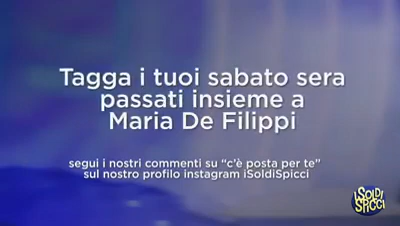 Tagga i tuoi sabato sera
passati insieme a
Maria De Filippi
segui i nostri commenti su “c'è posta per te”
sul nostro profilo instagram iSoldiSpicci
I SOLDI
SPICCI